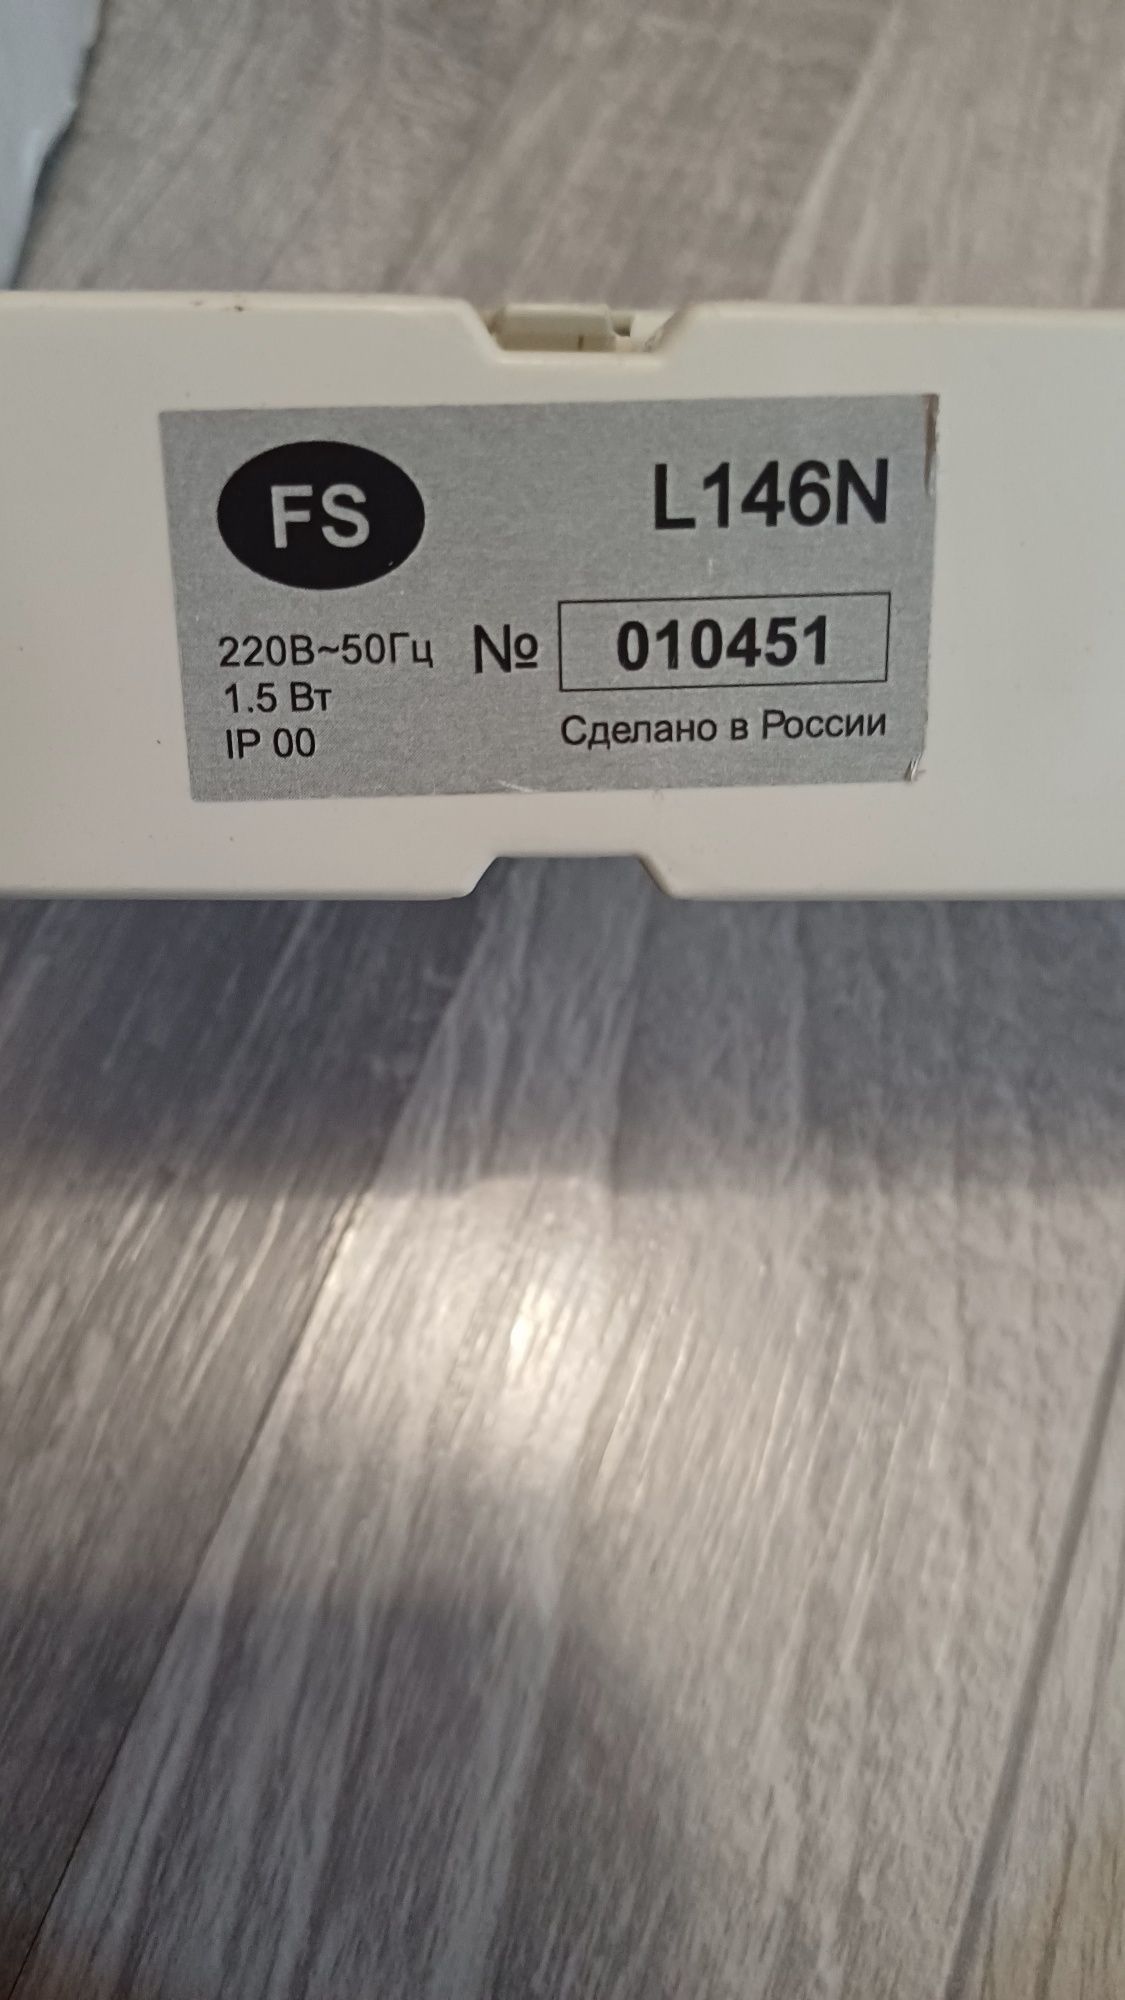 FS
L146N
220В~50Гц
№ 010451
1.5 Вт
IP 00
Сделано в России